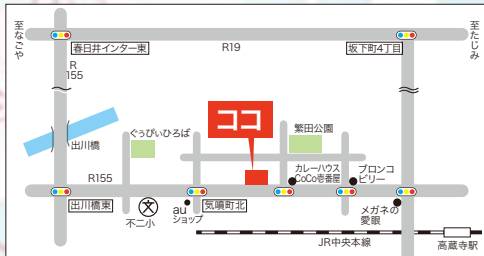 至なごや
至たじみ
春日井インター東
R19
坂下町4丁目
R
155
ココ
ぐぅぴぃひろば
繁田公園
出川橋
カレーハウス
CoCo壱番屋
ブロンコ
ビリー
R155
出川橋東
文
不二小
au
ショップ
気噴町北
メガネの
愛眼
JR中央本線
高蔵寺駅